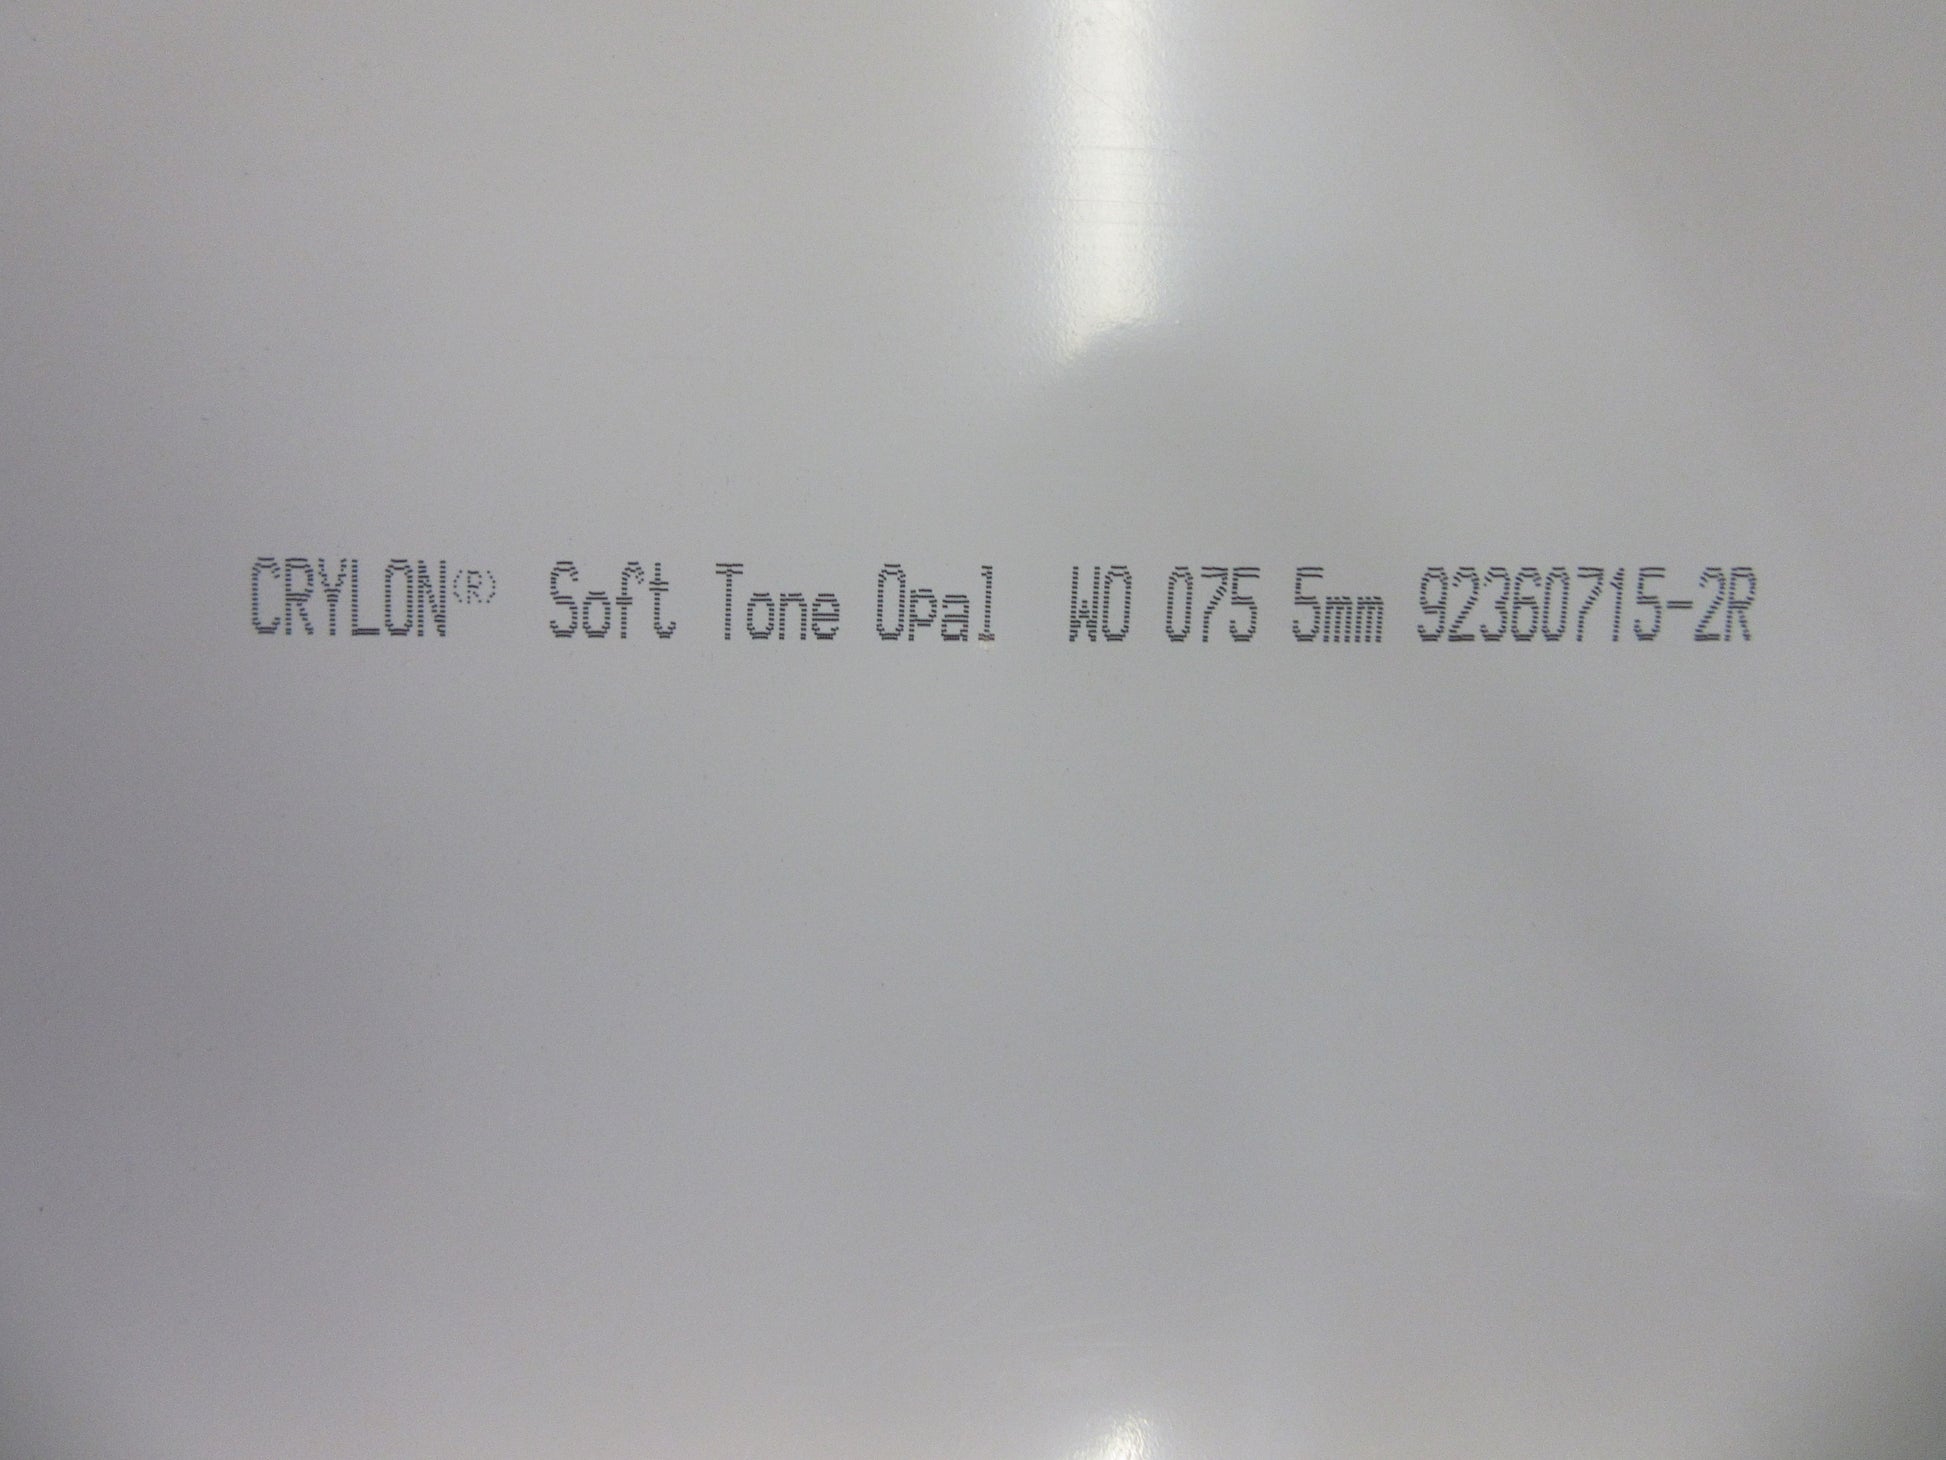 CRYLON(R) Soft Tone Opal WO 075 5mm 92360715-2R